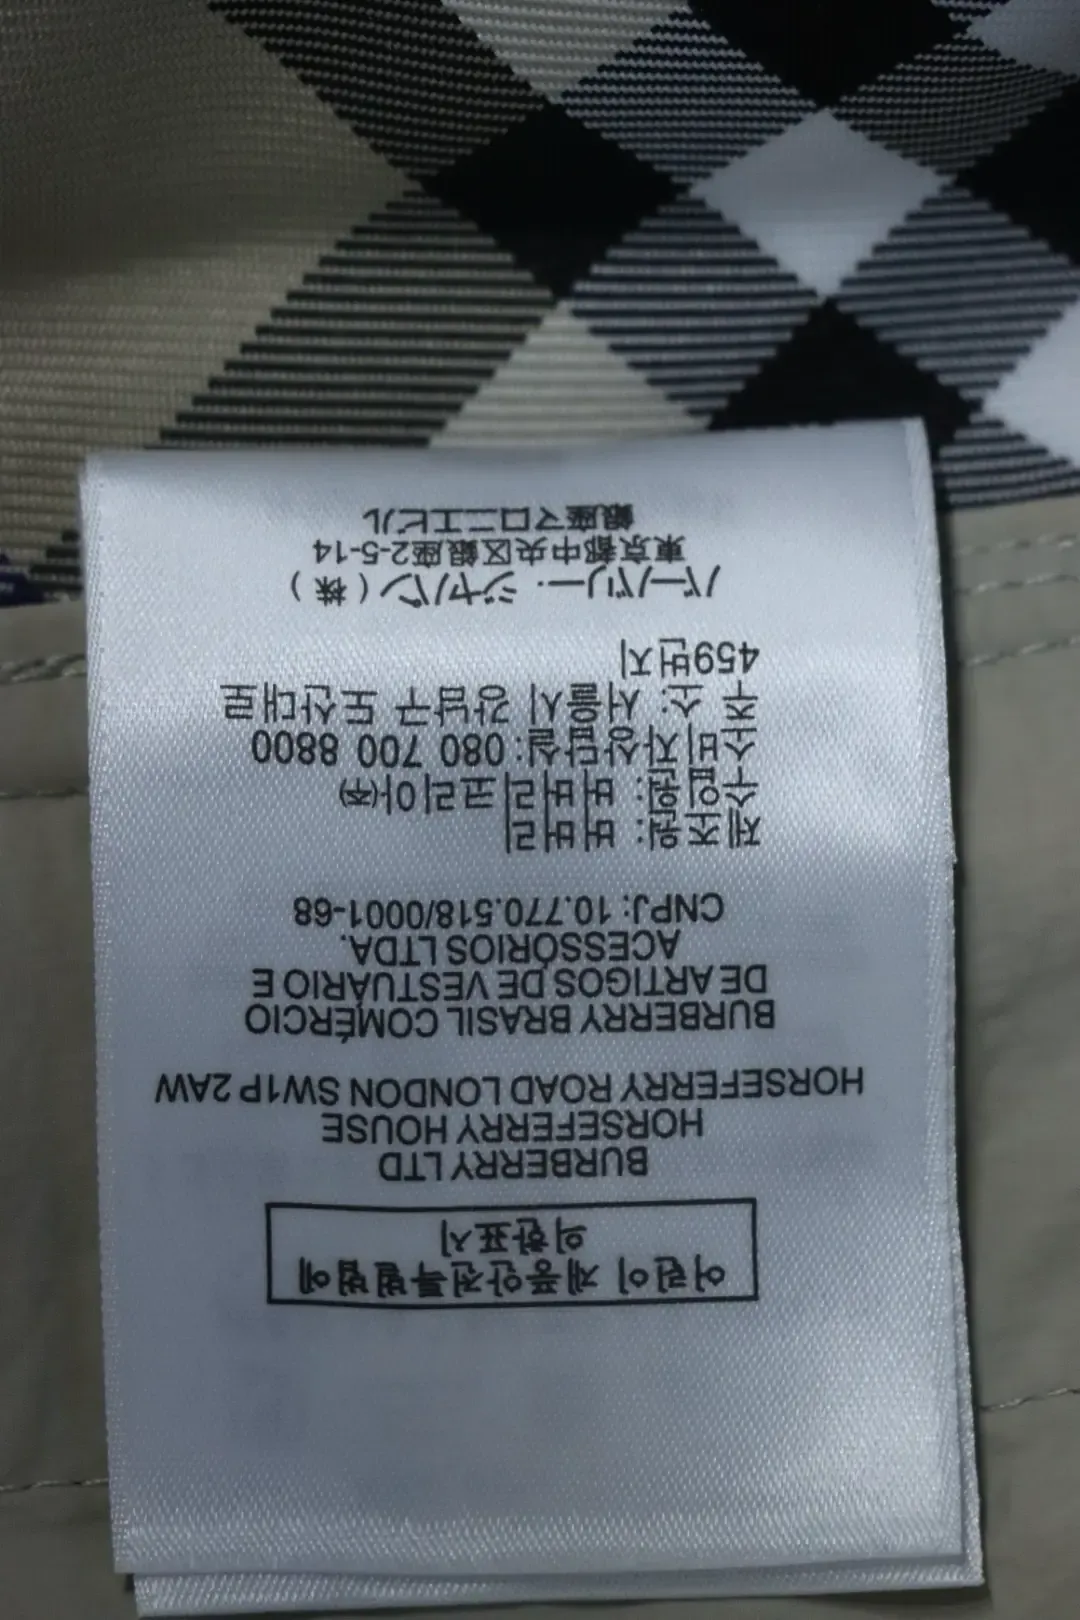 어린이 제품안전특별법에
의한표시
BURBERRY LTD
HORSEFERRY HOUSE
HORSEFERRY ROAD LONDON SW1P 2AW
BURBERRY BRASIL COMÉRCIO
DE ARTIGOS DE VESTUÁRIO E
ACESSÓRIOS LTDA.
CNPJ: 10.770.518/0001-68
제조원: 버버리
수입원: 버버리코리아㈜
소비자상담실: 080 700 8800
주 소: 서울시 강남구 도산대로
459번지
バーバリー・ジャパン(株)
東京都中央区銀座2-5-14
銀座マロニエビル